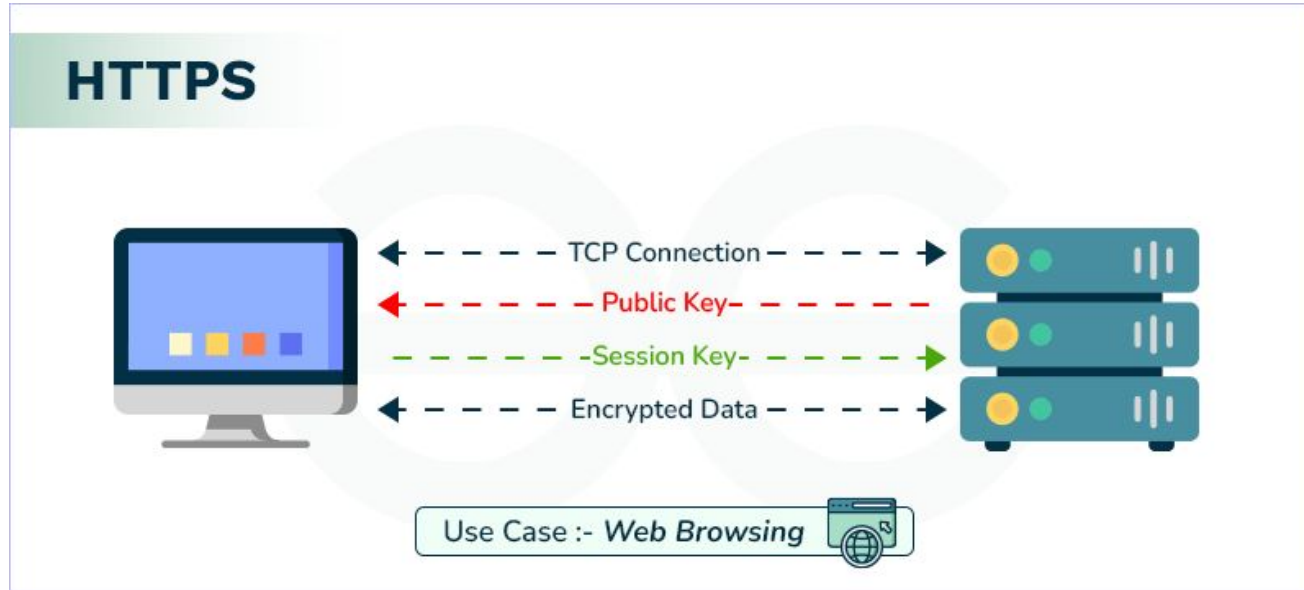 HTTPS
TCP Connection
Public Key
Session Key
Encrypted Data
Use Case :- Web Browsing